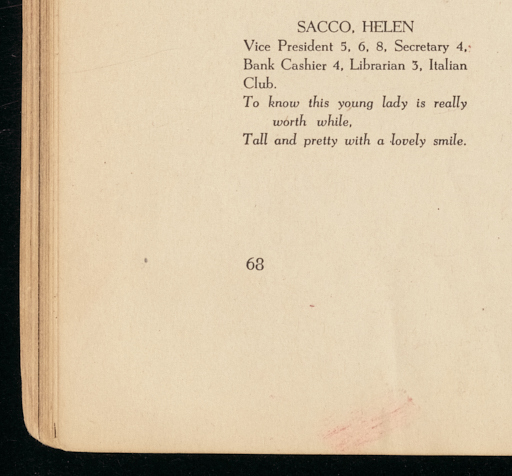 SACCO, HELEN
Vice President 5, 6, 8, Secretary 4,
Bank Cashier 4, Librarian 3, Italian
Club.
To know this young lady is really
worth while,
Tall and pretty with a lovely smile.
68